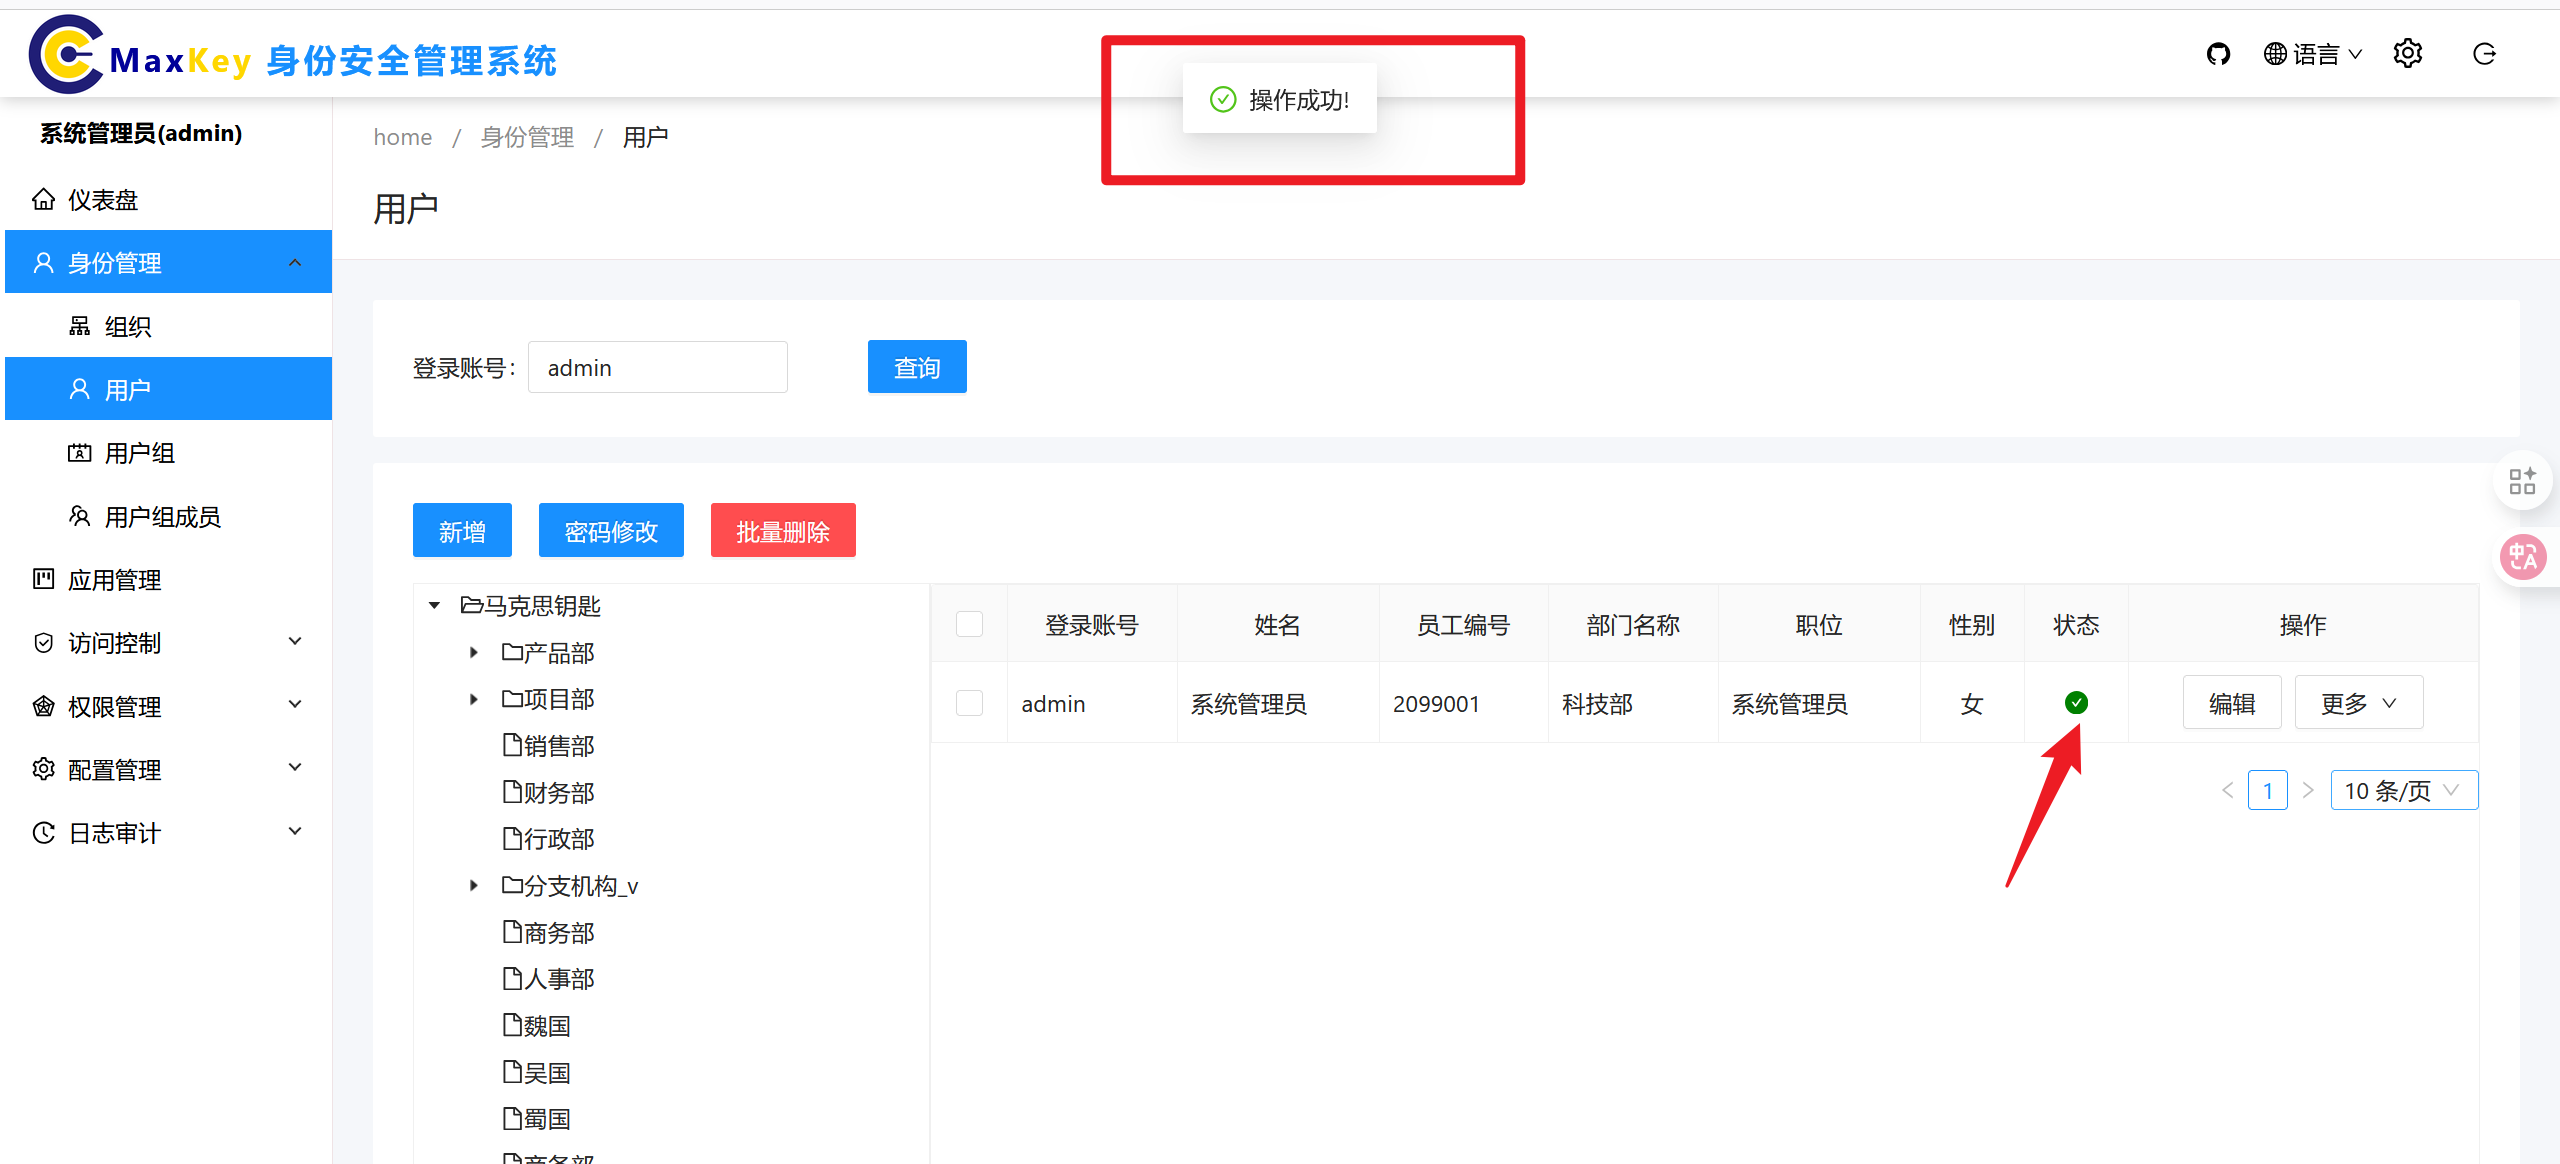 MaxKey 身份安全管理系统
操作成功!
语言
系统管理员(admin)
仪表盘
身份管理
组织
用户
用户组
用户组成员
应用管理
访问控制
权限管理
配置管理
日志审计
home / 身份管理 / 用户
用户
登录账号: admin 查询
新增 密码修改 批量删除
马克思钥匙
产品部
项目部
销售部
财务部
行政部
分支机构_v
商务部
人事部
魏国
吴国
蜀国
登录账号 姓名 员工编号 部门名称 职位 性别 状态 操作
admin 系统管理员 2099001 科技部 系统管理员 女 编辑 更多
1 10 条/页
中A